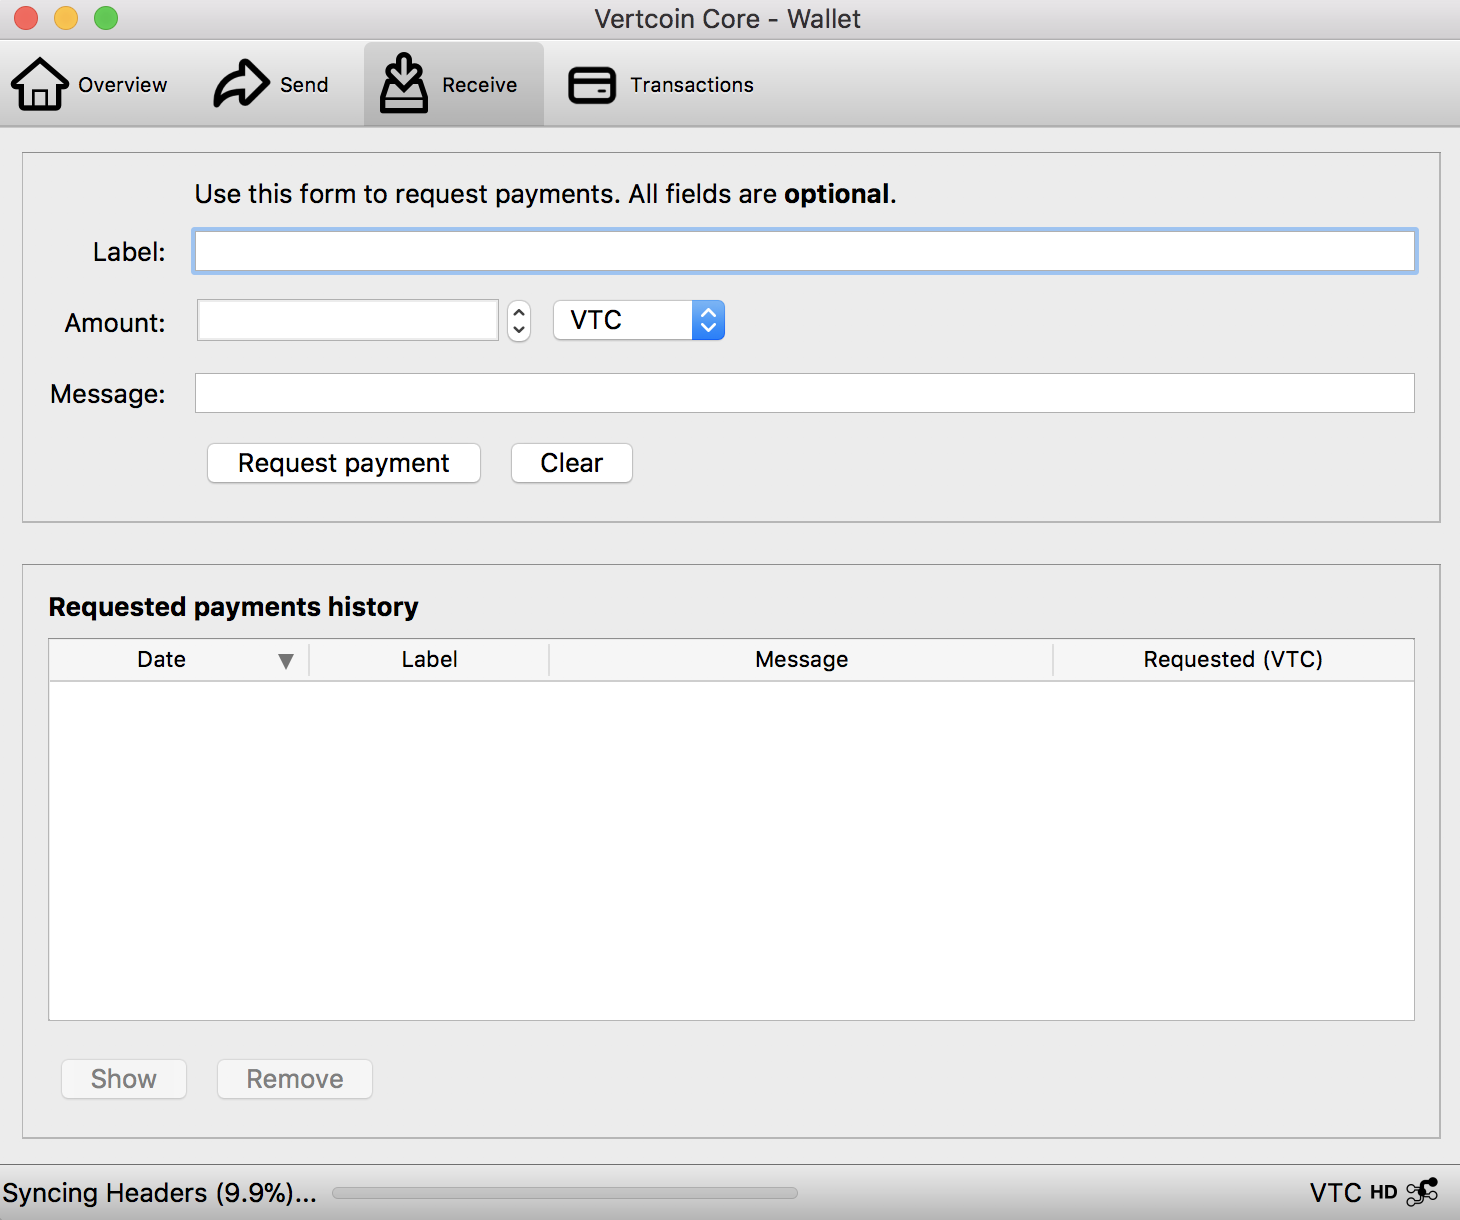 Vertcoin Core - Wallet
Overview Send Receive Transactions
Use this form to request payments. All fields are optional.
Label:
Amount: VTC
Message:
Request payment Clear
Requested payments history
Date Label Message Requested (VTC)
Show Remove
Syncing Headers (9.9%)... VTC HD